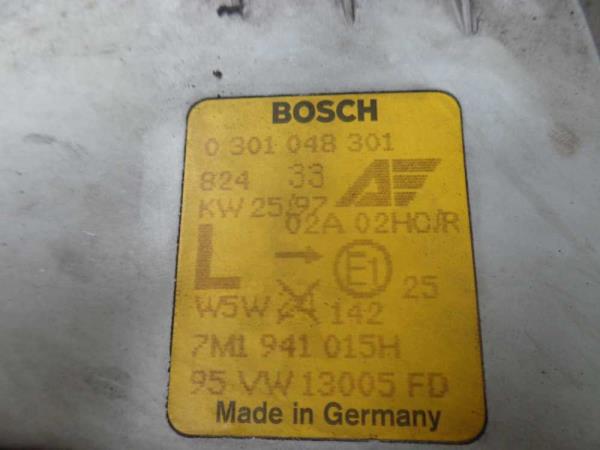 BOSCH
0 301 048 301
824 33
KW 25/97
02A 02HC/R
L → E1 25
W5W 24 142
7M1 941 015H
95 VW 13005 FD
Made in Germany